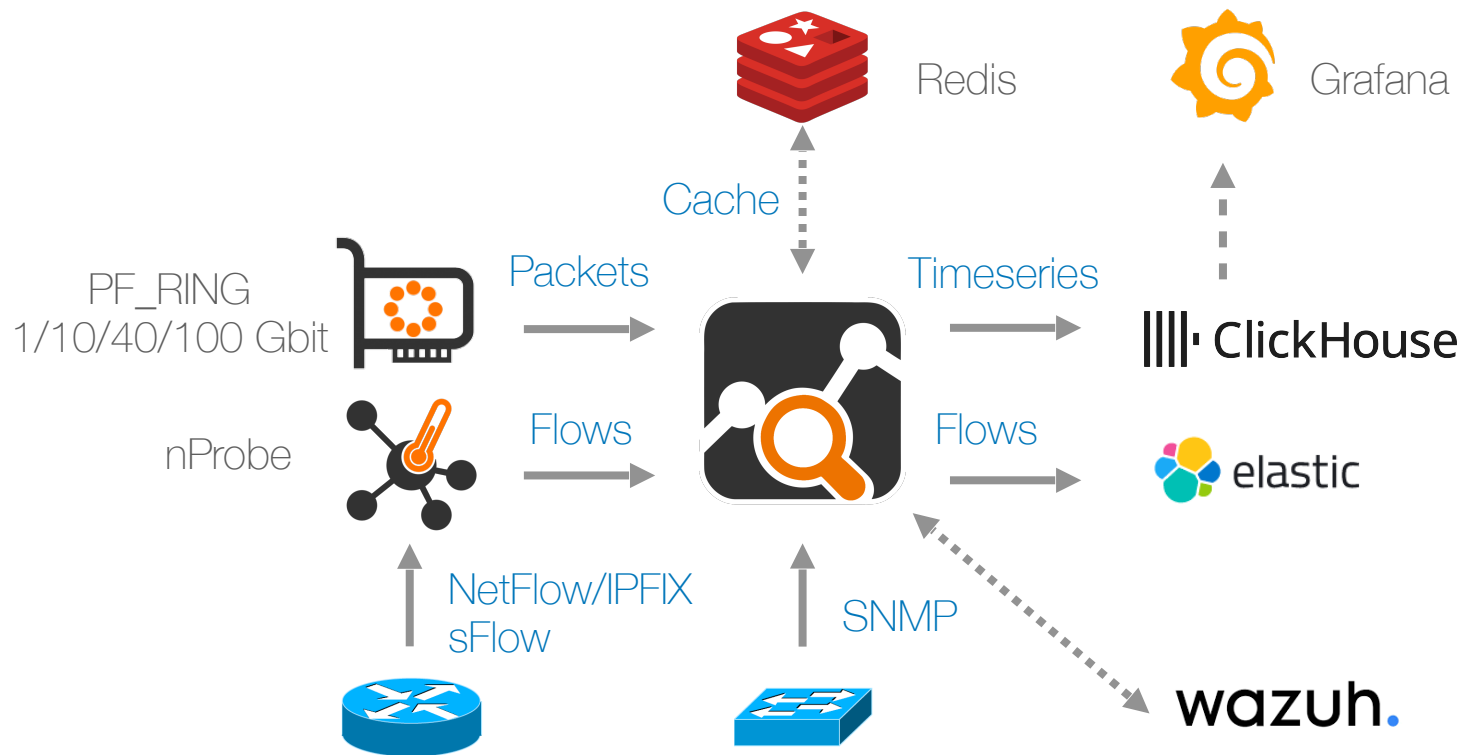 Redis
Grafana
Cache
PF_RING
1/10/40/100 Gbit
Packets
Timeseries
ClickHouse
nProbe
Flows
Flows
elastic
NetFlow/IPFIX
sFlow
SNMP
wazuh.